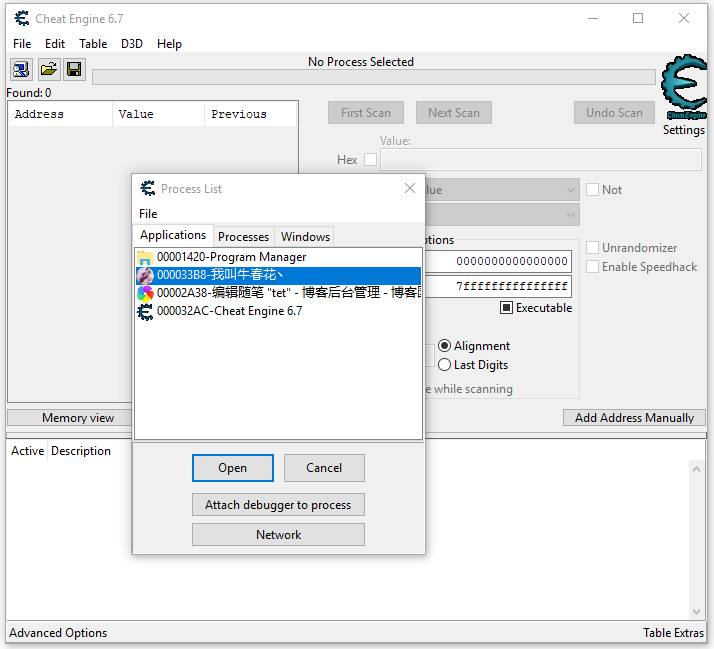 Cheat Engine 6.7
File Edit Table D3D Help
No Process Selected
Found: 0
Address Value Previous
First Scan Next Scan Undo Scan
Cheat Engine
Settings
Value:
Hex
Process List
lue
Not
File
Applications Processes Windows
tions
00001420-Program Manager
Unrandomizer
0000000000000000
000033B8-我叫牛春花丶
Enable Speedhack
7fffffffffffffff
00002A38-编辑随笔 "tet" - 博客后台管理 - 博客
Executable
000032AC-Cheat Engine 6.7
Alignment
Last Digits
e while scanning
Memory view
Add Address Manually
Active Description
Open Cancel
Attach debugger to process
Network
Advanced Options
Table Extras